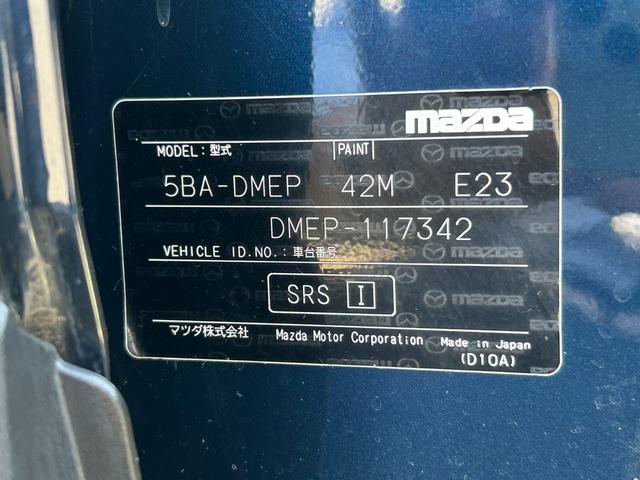 mazda
MODEL: 型式 PAINT
5BA-DMEP 42M E23
DMEP-117342
VEHICLE ID.NO.: 車台番号
SRS I
マツダ株式会社 Mazda Motor Corporation Made in Japan
(D10A)